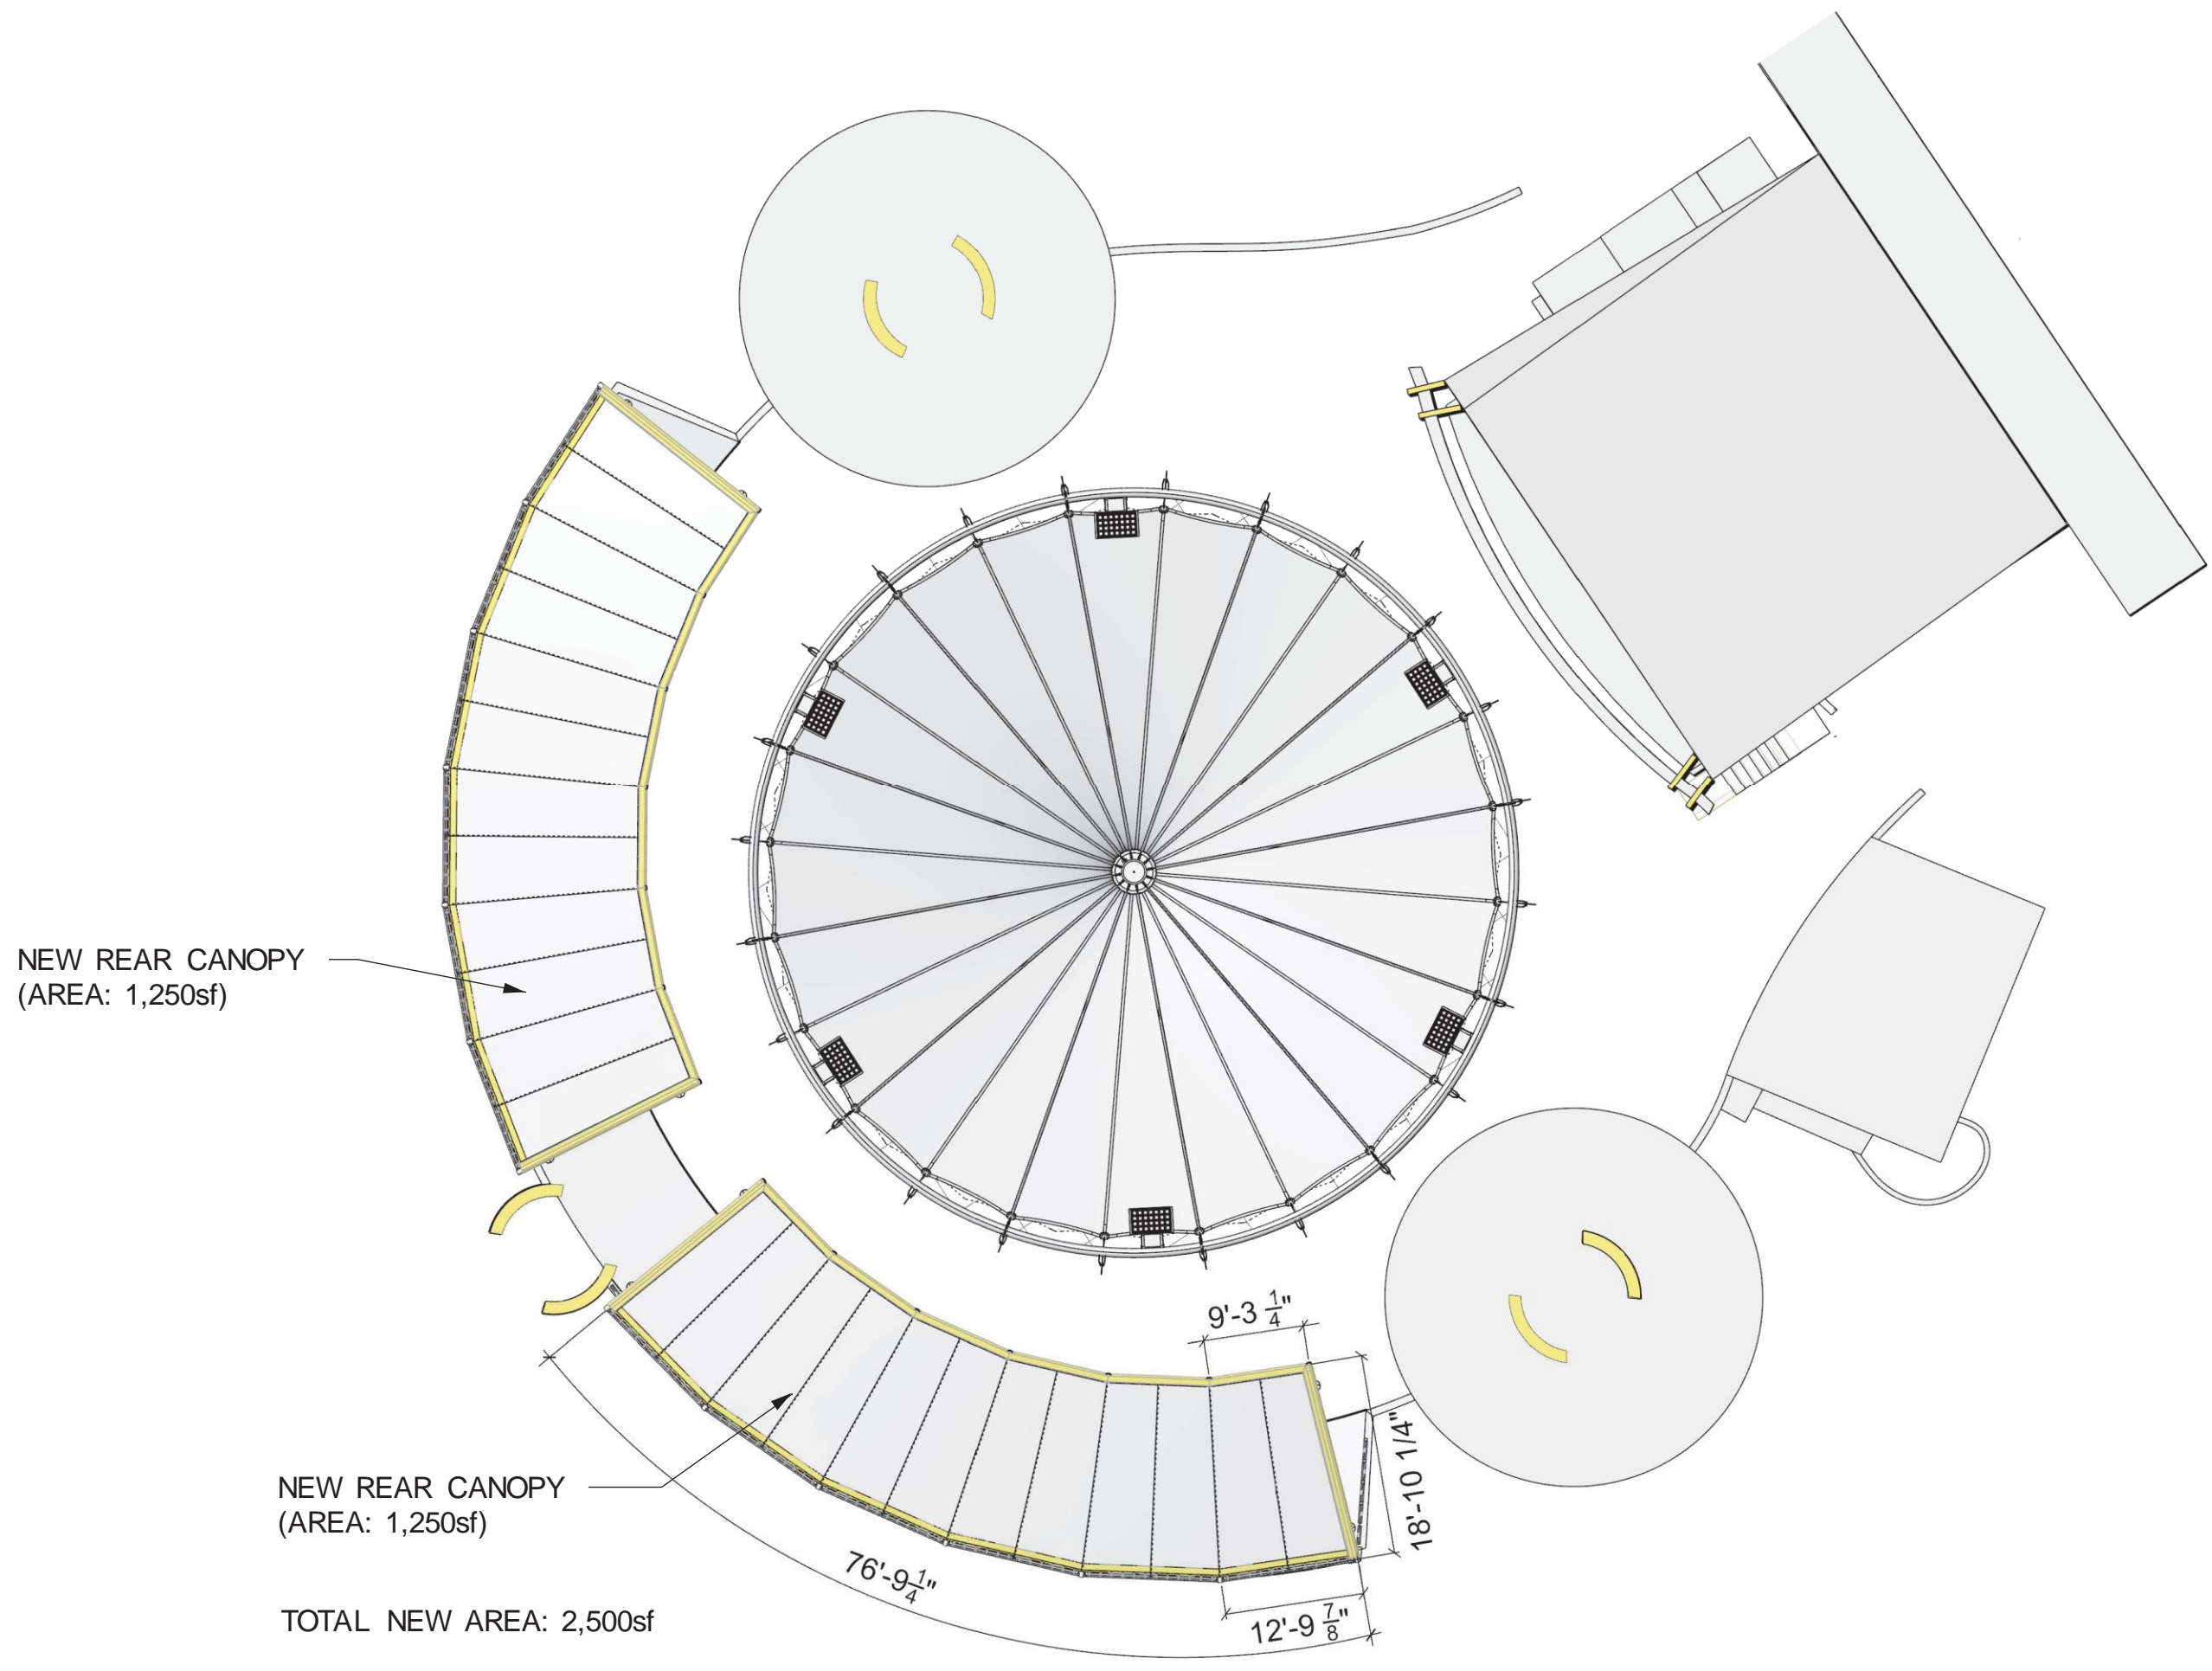 NEW REAR CANOPY
(AREA: 1,250sf)
9'-3 1/4"
18'-10 1/4"
NEW REAR CANOPY
(AREA: 1,250sf)
76'-9 1/4"
12'-9 7/8"
TOTAL NEW AREA: 2,500sf